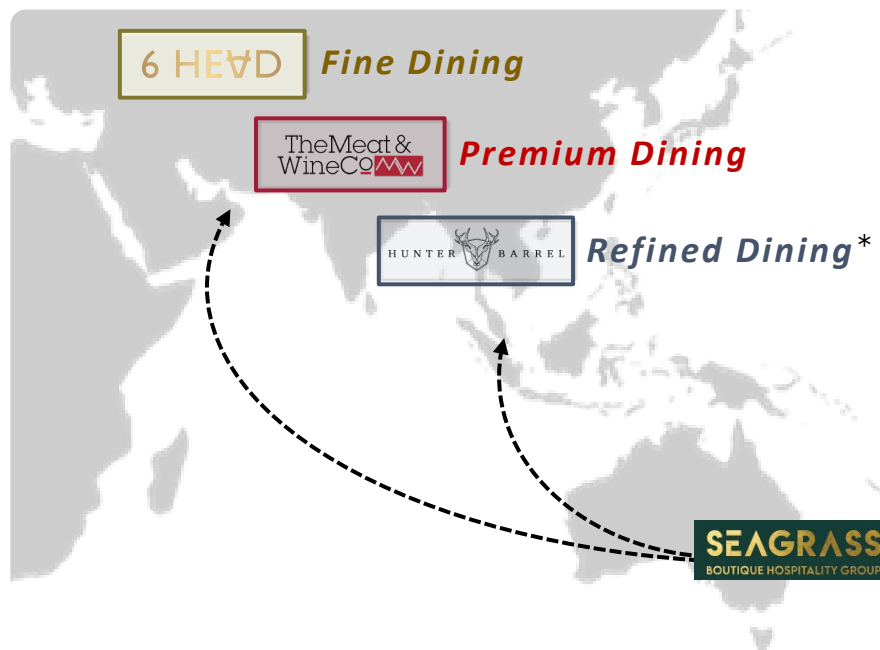 6 HEAD Fine Dining
TheMeat &
WineCo Premium Dining
HUNTER BARREL Refined Dining*
SEAGRASS
BOUTIQUE HOSPITALITY GROUP